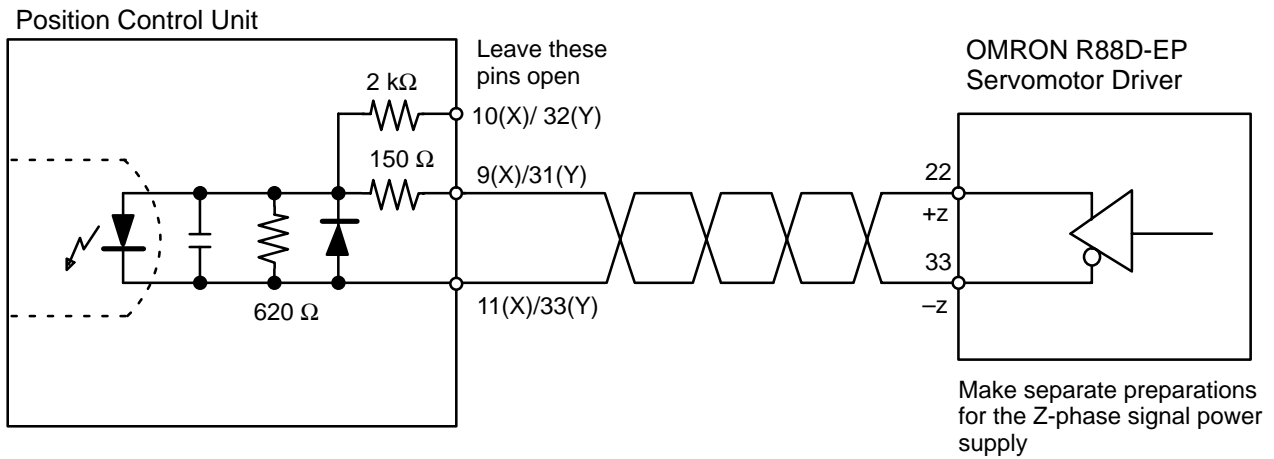 Position Control Unit
Leave these
pins open
OMRON R88D-EP
Servomotor Driver
2 kΩ
10(X)/ 32(Y)
150 Ω
9(X)/31(Y)
22
+z
33
–z
620 Ω
11(X)/33(Y)
Make separate preparations
for the Z-phase signal power
supply